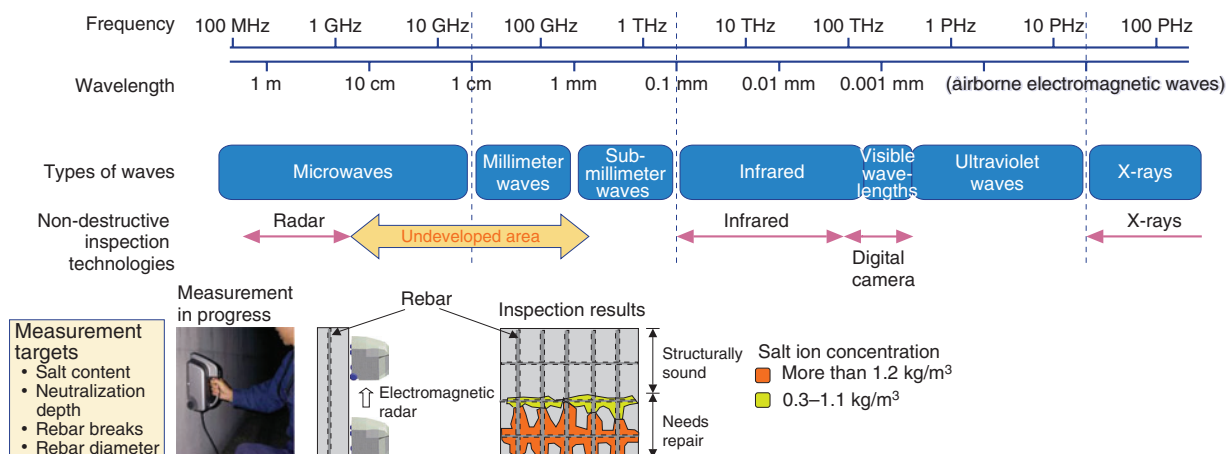 Frequency
100 MHz 1 GHz 10 GHz 100 GHz 1 THz 10 THz 100 THz 1 PHz 10 PHz 100 PHz
Wavelength
1 m 10 cm 1 cm 1 mm 0.1 mm 0.01 mm 0.001 mm (airborne electromagnetic waves)
Types of waves
Microwaves
Millimeter
waves
Sub-
millimeter
waves
Infrared
Visible
wave-
lengths
Ultraviolet
waves
X-rays
Non-destructive
inspection
technologies
Radar
Undeveloped area
Infrared
Digital
camera
X-rays
Measurement
targets
• Salt content
• Neutralization
depth
• Rebar breaks
• Rebar diameter
Measurement
in progress
Rebar
Electromagnetic
radar
Inspection results
Structurally
sound
Needs
repair
Salt ion concentration
More than 1.2 kg/m³
0.3–1.1 kg/m³